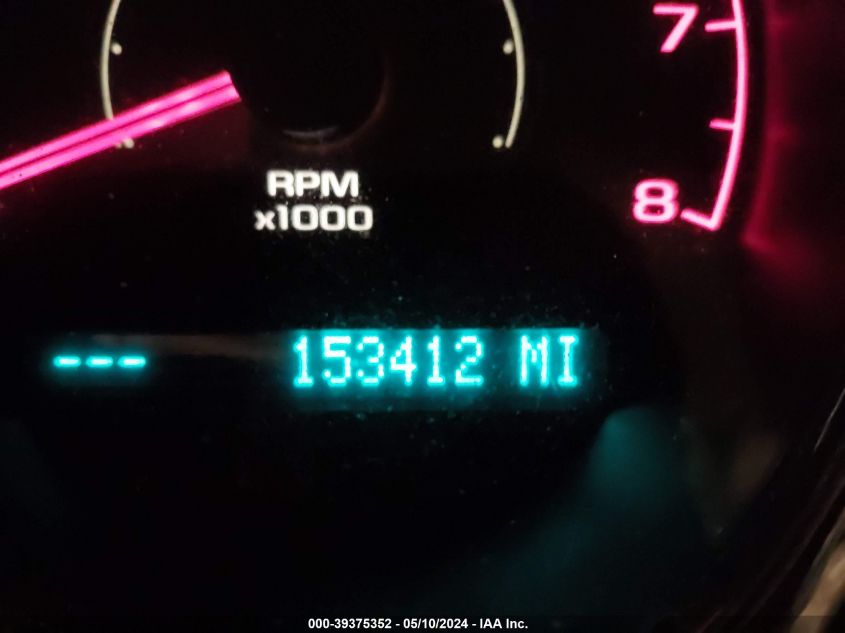 7
8
RPM
x1000
--- 153412 MI
000-39375352 - 05/10/2024 - IAA Inc.